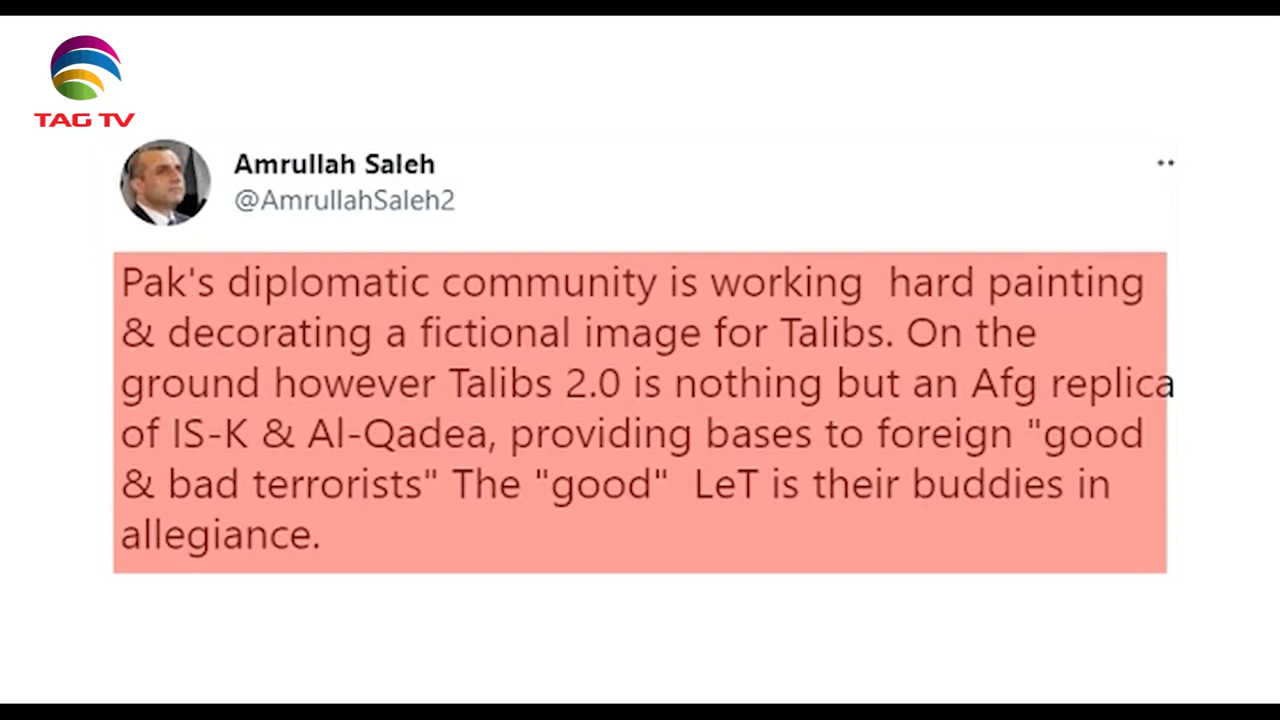 TAG TV
Amrullah Saleh
@AmrullahSaleh2
Pak's diplomatic community is working  hard painting
& decorating a fictional image for Talibs. On the
ground however Talibs 2.0 is nothing but an Afg replica
of IS-K & Al-Qadea, providing bases to foreign "good
& bad terrorists" The "good"  LeT is their buddies in
allegiance.